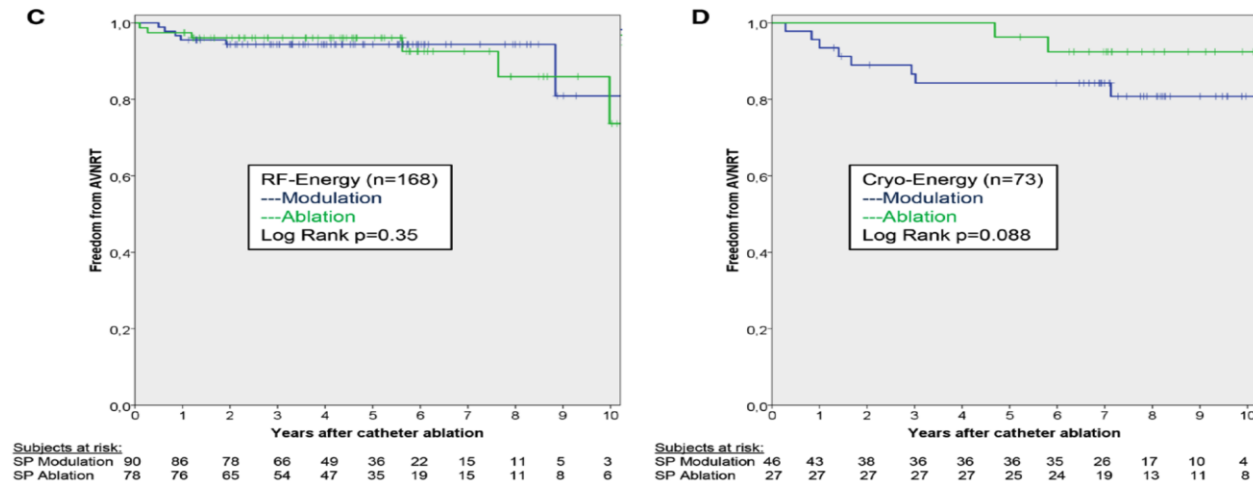 C
1,0
0,8
0,6
0,4
0,2
0,0
Freedom from AVNRT
RF-Energy (n=168)
Modulation
Ablation
Log Rank p=0.35
0 1 2 3 4 5 6 7 8 9 10
Years after catheter ablation
Subjects at risk:
SP Modulation 90 86 78 66 49 36 22 15 11 5 3
SP Ablation 78 76 65 54 47 35 19 15 11 8 6
D
1,0
0,8
0,6
0,4
0,2
0,0
Freedom from AVNRT
Cryo-Energy (n=73)
Modulation
Ablation
Log Rank p=0.088
0 1 2 3 4 5 6 7 8 9 10
Years after catheter ablation
Subjects at risk:
SP Modulation 46 43 38 36 36 36 35 26 17 10 4
SP Ablation 27 27 27 27 27 25 24 19 13 11 8